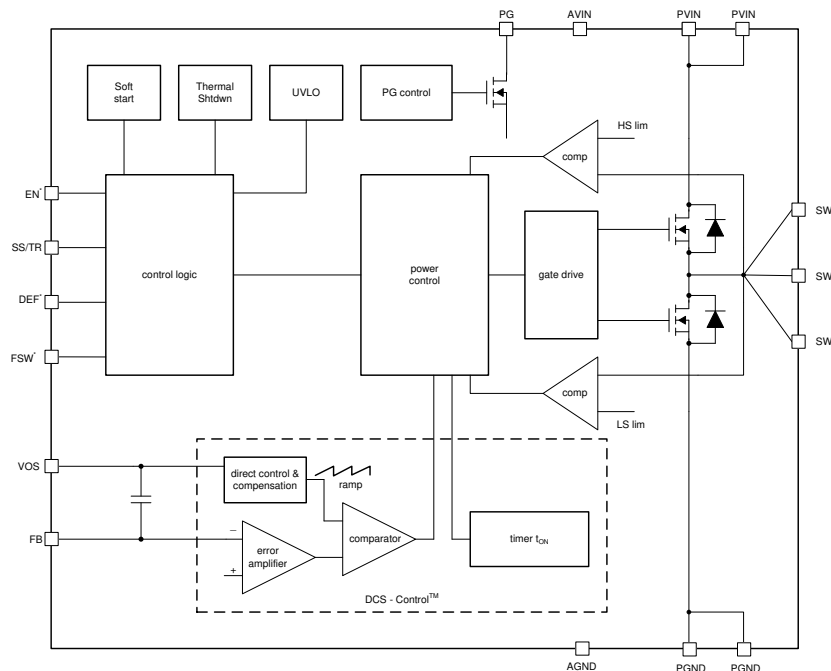 PG
AVIN
PVIN
PVIN
Soft
start
Thermal
Shtdwn
UVLO
PG control
HS lim
comp
EN*
SS/TR
DEF*
FSW*
control logic
power
control
gate drive
SW
SW
SW
comp
LS lim
VOS
FB
direct control &
compensation
ramp
−
+
error
amplifier
comparator
timer tON
DCS - Control™
AGND
PGND
PGND